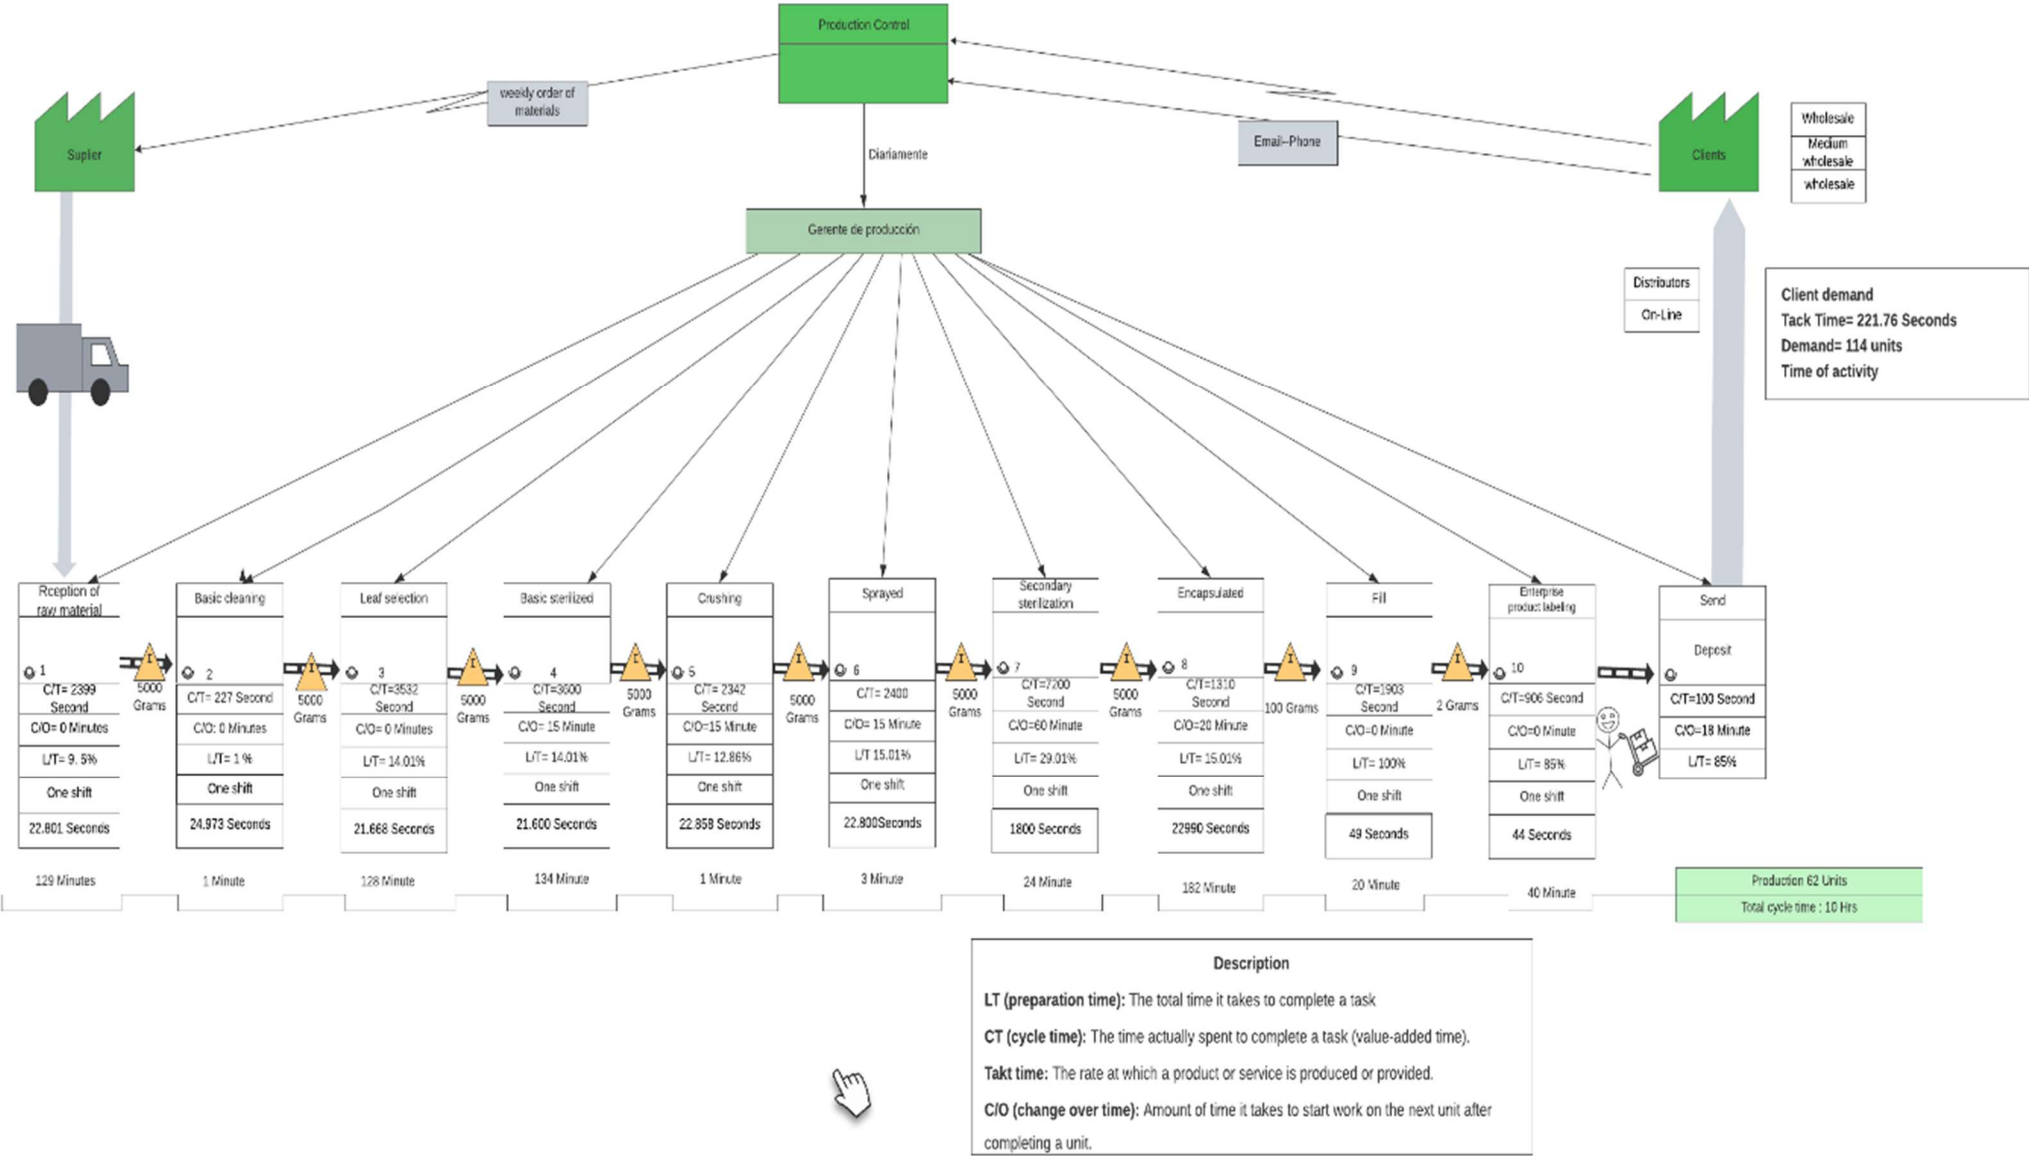 Production Control
weekly order of
materials
Suplier
Diariamente
Email–Phone
Clients
Wholesale
Medium
wholesale
wholesale
Gerente de producción
Distributors
On-Line
Client demand
Tack Time= 221.76 Seconds
Demand= 114 units
Time of activity
Rception of
raw material
1
C/T= 2399
Second
C/O= 0 Minutes
L/T= 9. 5%
One shift
22.801 Seconds
129 Minutes
I
5000
Grams
Basic cleaning
2
C/T= 227 Second
C/O: 0 Minutes
L/T= 1 %
One shift
24.973 Seconds
1 Minute
I
5000
Grams
Leaf selection
3
C/T=3532
Second
C/O= 0 Minutes
L/T= 14.01%
One shift
21.668 Seconds
128 Minute
I
5000
Grams
Basic sterilized
4
C/T=3600
Second
C/O= 15 Minute
L/T= 14.01%
One shift
21.600 Seconds
134 Minute
I
5000
Grams
Crushing
5
C/T= 2342
Second
C/O=15 Minute
L/T= 12.86%
One shift
22.858 Seconds
1 Minute
I
5000
Grams
Sprayed
6
C/T= 2400
C/O= 15 Minute
L/T 15.01%
One shift
22.800Seconds
3 Minute
I
5000
Grams
Secondary
sterilization
7
C/T=7200
Second
C/O=60 Minute
L/T= 29.01%
One shift
1800 Seconds
24 Minute
I
5000
Grams
Encapsulated
8
C/T=1310
Second
C/O=20 Minute
L/T= 15.01%
One shift
22990 Seconds
182 Minute
I
100 Grams
Fill
9
C/T=1903
Second
C/O=0 Minute
L/T= 100%
One shift
49 Seconds
20 Minute
I
2 Grams
Enterprise
product labeling
10
C/T=906 Second
C/O=0 Minute
L/T= 85%
One shift
44 Seconds
40 Minute
Send
Deposit
C/T=100 Second
C/O=18 Minute
L/T= 85%
Production 62 Units
Total cycle time : 10 Hrs
Description
LT (preparation time): The total time it takes to complete a task
CT (cycle time): The time actually spent to complete a task (value-added time).
Takt time: The rate at which a product or service is produced or provided.
C/O (change over time): Amount of time it takes to start work on the next unit after
completing a unit.